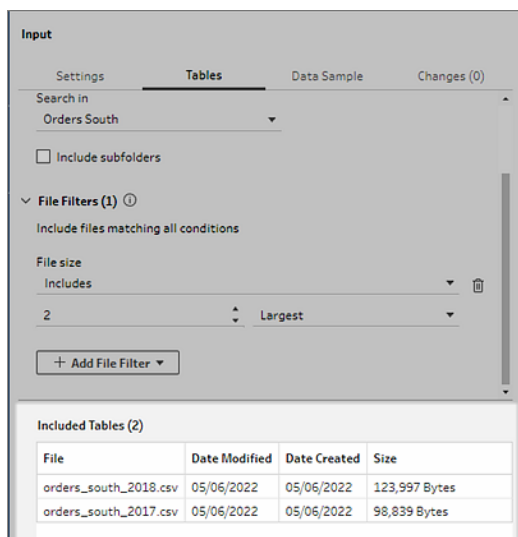 Input
Settings Tables Data Sample Changes (0)
Search in
Orders South
Include subfolders
File Filters (1)
Include files matching all conditions
File size
Includes
2 Largest
+ Add File Filter
Included Tables (2)
File Date Modified Date Created Size
orders_south_2018.csv 05/06/2022 05/06/2022 123,997 Bytes
orders_south_2017.csv 05/06/2022 05/06/2022 98,839 Bytes